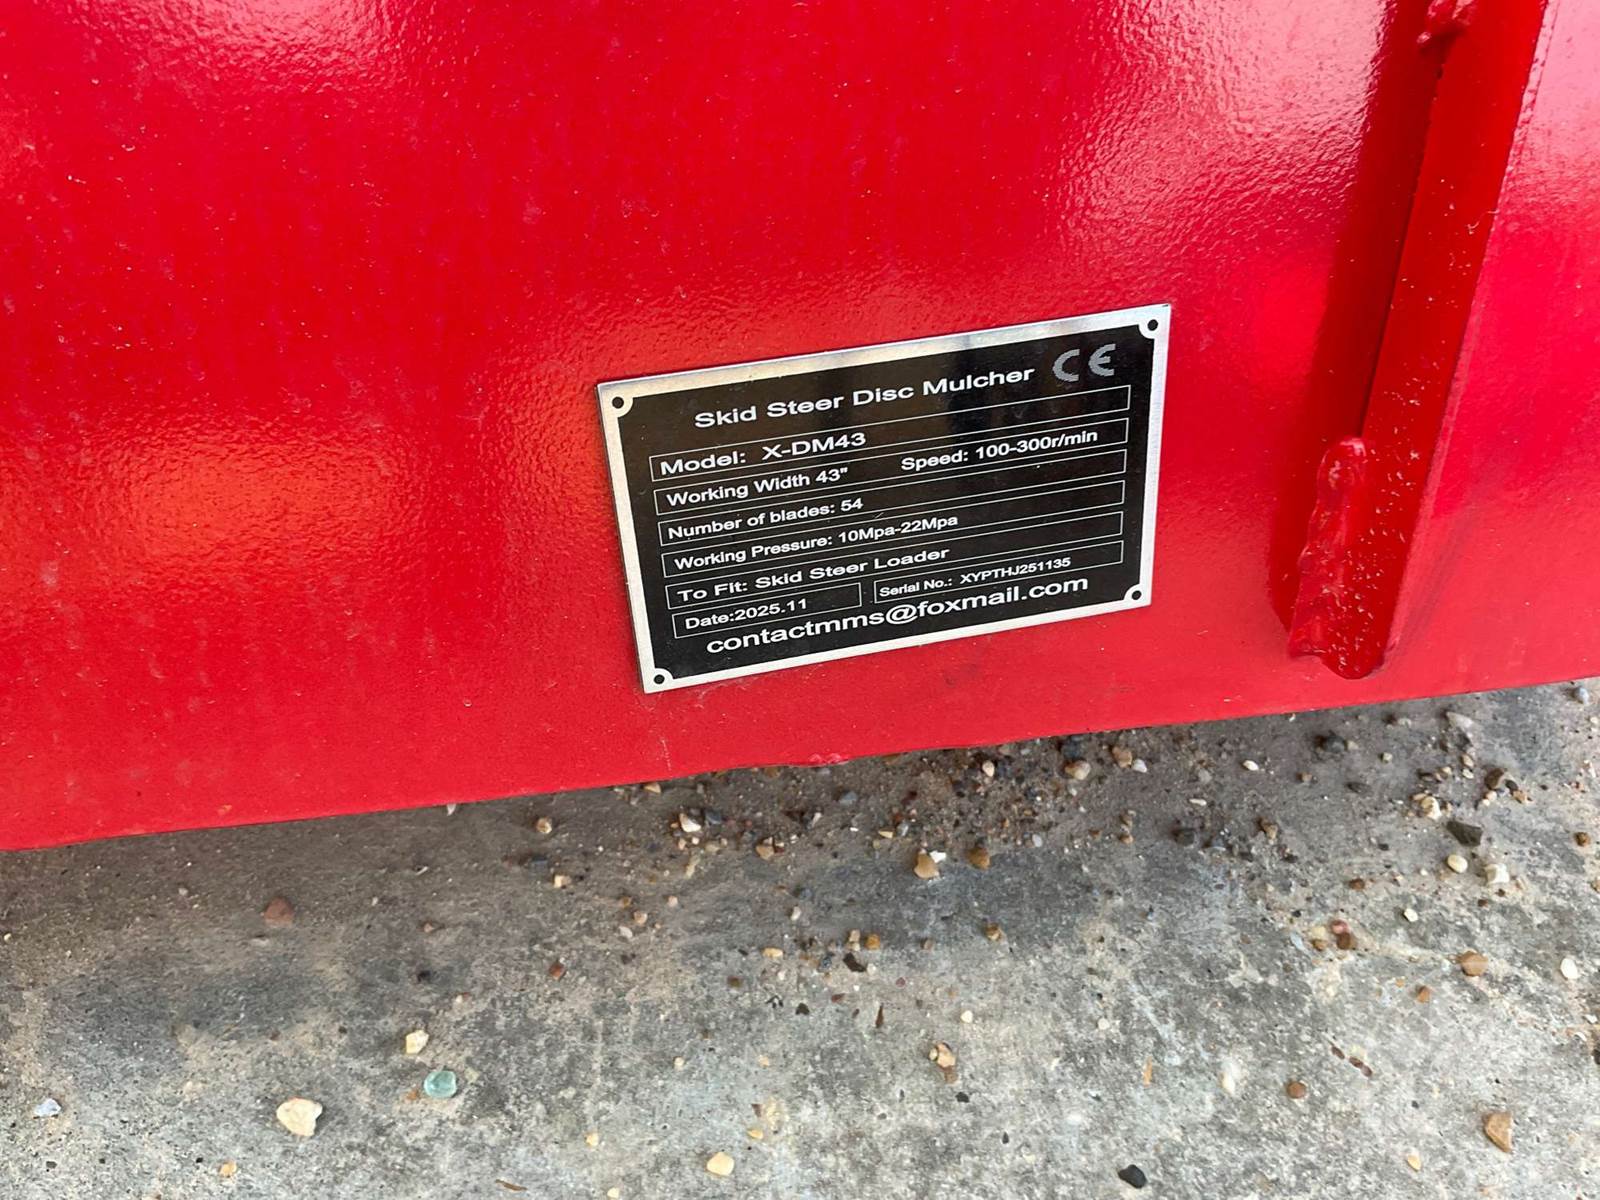 Skid Steer Disc Mulcher CE
Model: X-DM43
Working Width 43" Speed: 100-300r/min
Number of blades: 54
Working Pressure: 10Mpa-22Mpa
To Fit: Skid Steer Loader
Date:2025.11 Serial No.: XYPTHJ251135
contactmms@foxmail.com